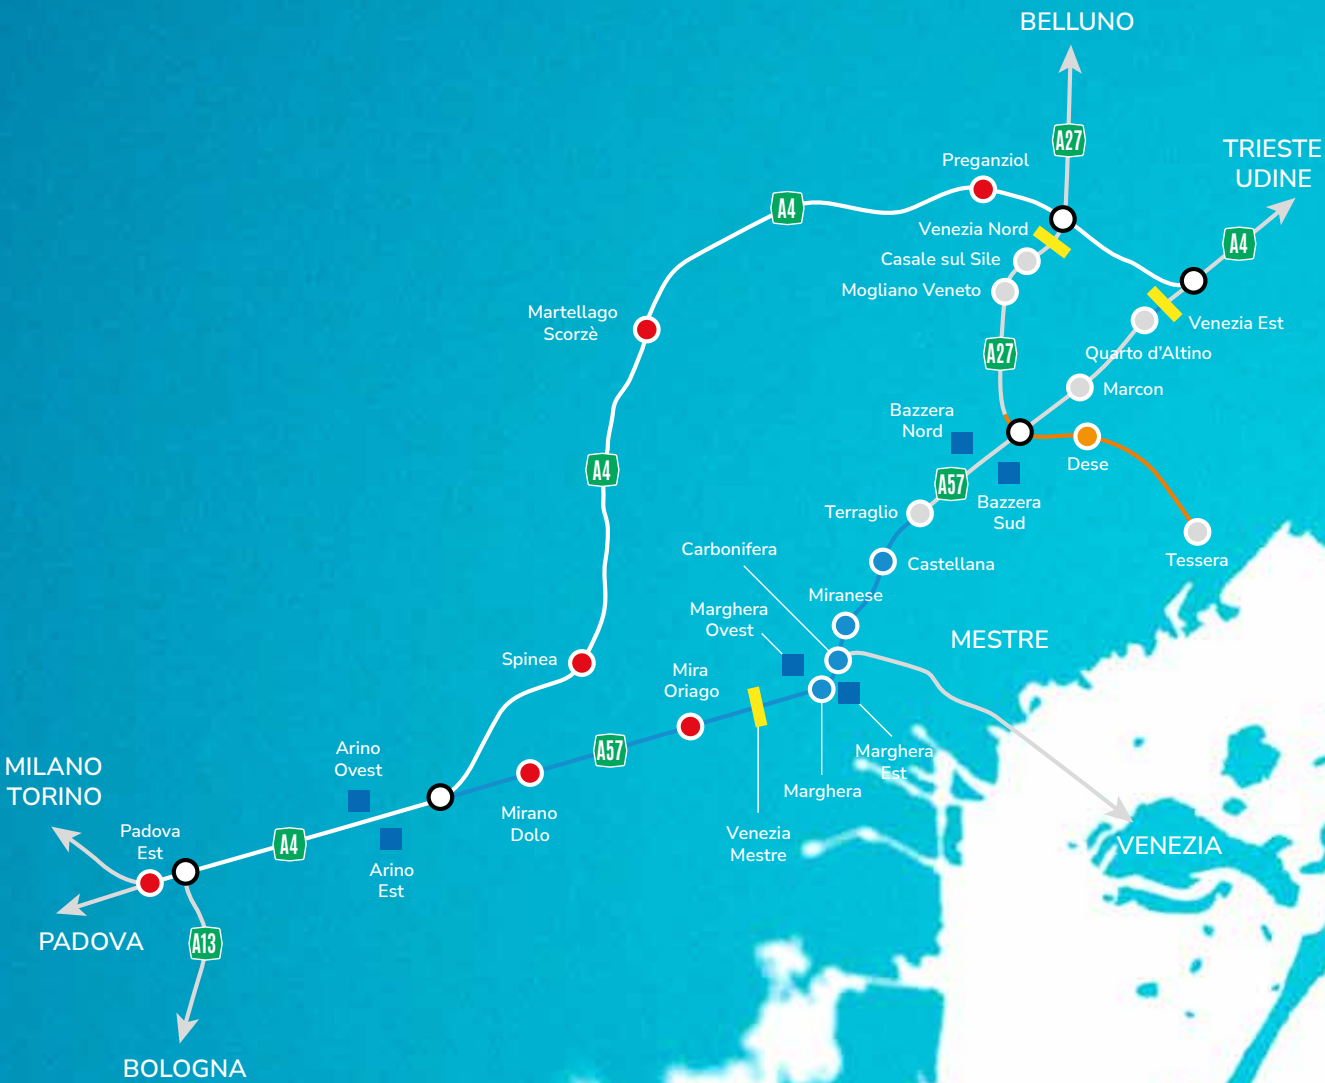 BELLUNO
A27
TRIESTE
UDINE
Preganziol
A4
Venezia Nord
A4
Casale sul Sile
Mogliano Veneto
Martellago
Scorzè
Venezia Est
A27
Quarto d'Altino
Marcon
Bazzera
Nord
A4
Dese
A57
Bazzera
Sud
Terraglio
Carbonifera
Castellana
Tessera
Miranese
Marghera
Ovest
MESTRE
Spinea
Mira
Oriago
A57
Marghera
Est
Arino
Ovest
Marghera
MILANO
TORINO
Mirano
Dolo
Padova
Est
A4
Venezia
Mestre
VENEZIA
Arino
Est
PADOVA
A13
BOLOGNA